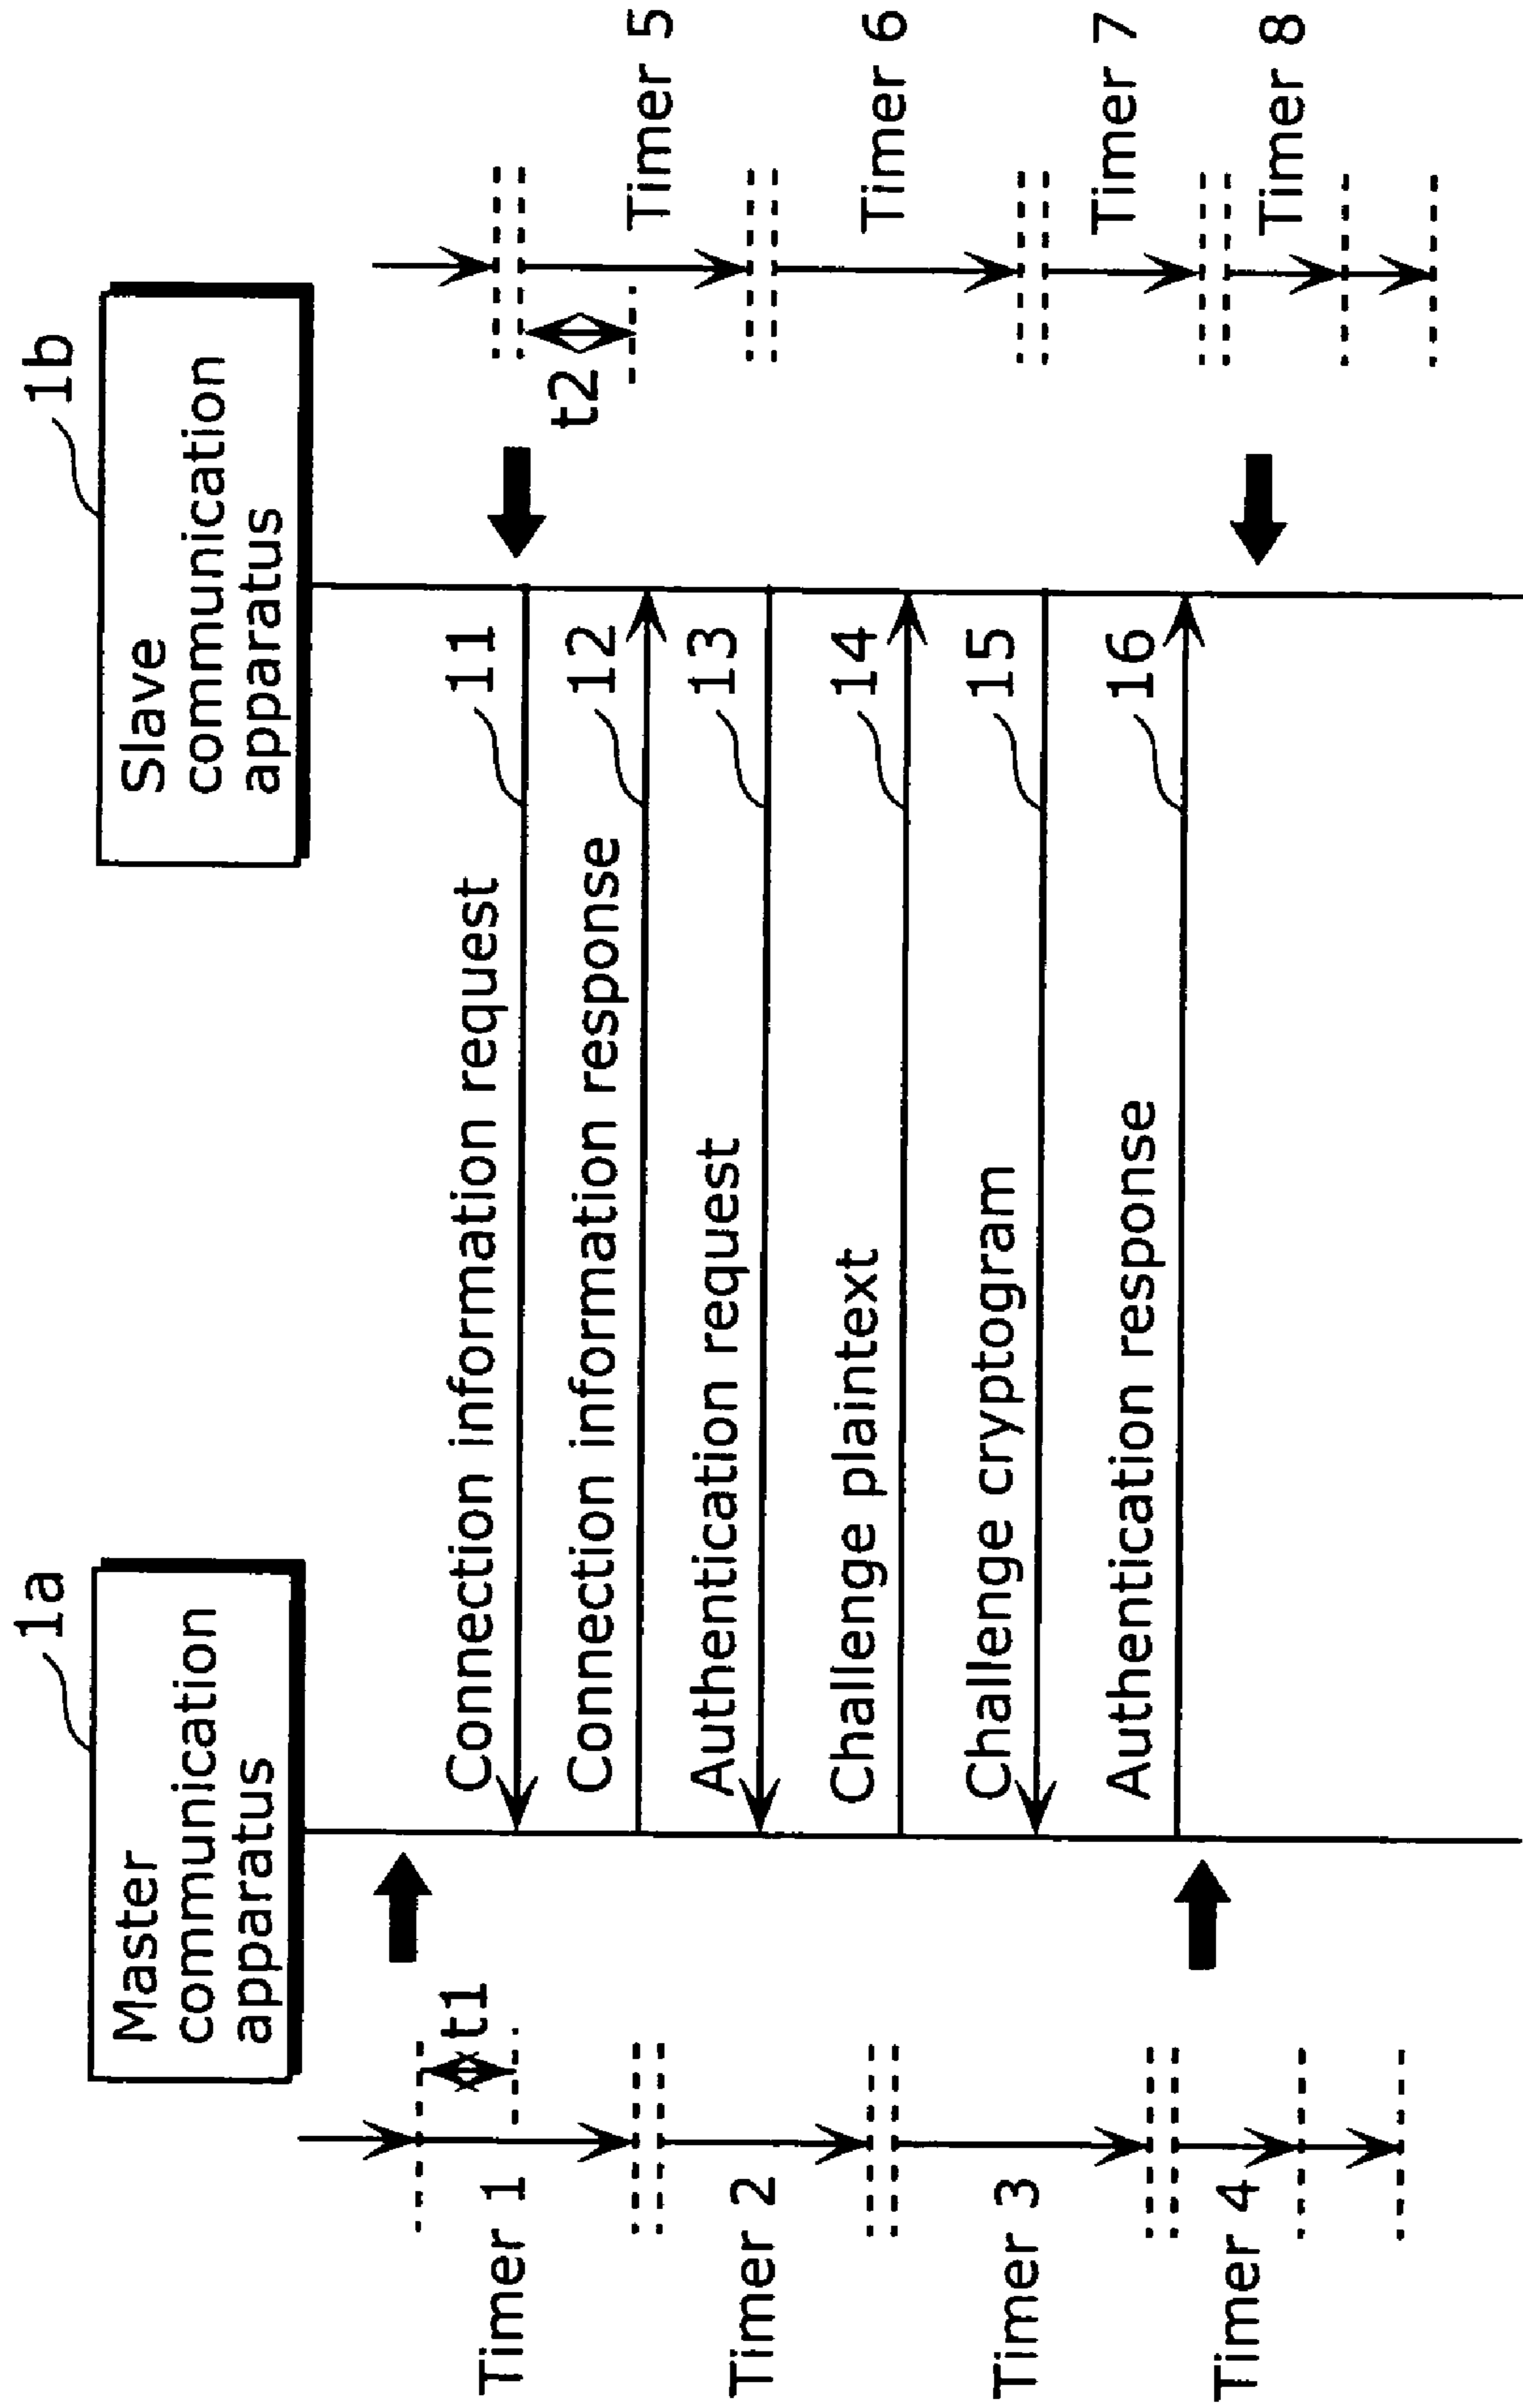 1a
Master
communication
apparatus
1b
Slave
communication
apparatus
t1
Timer 1
Timer 2
Timer 3
Timer 4
Connection information request
11
Connection information response
12
Authentication request
13
Challenge plaintext
14
Challenge cryptogram
15
Authentication response
16
t2
Timer 5
Timer 6
Timer 7
Timer 8